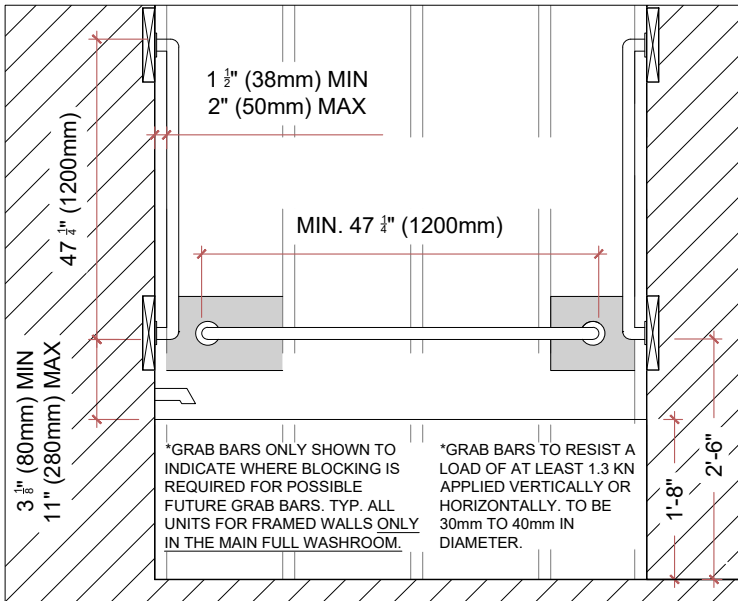 1 1/2" (38mm) MIN
2" (50mm) MAX
47 1/4" (1200mm)
MIN. 47 1/4" (1200mm)
3 1/8" (80mm) MIN
11" (280mm) MAX
*GRAB BARS ONLY SHOWN TO
INDICATE WHERE BLOCKING IS
REQUIRED FOR POSSIBLE
FUTURE GRAB BARS. TYP. ALL
UNITS FOR FRAMED WALLS ONLY
IN THE MAIN FULL WASHROOM.
*GRAB BARS TO RESIST A
LOAD OF AT LEAST 1.3 KN
APPLIED VERTICALLY OR
HORIZONTALLY. TO BE
30mm TO 40mm IN
DIAMETER.
1'-8"
2'-6"